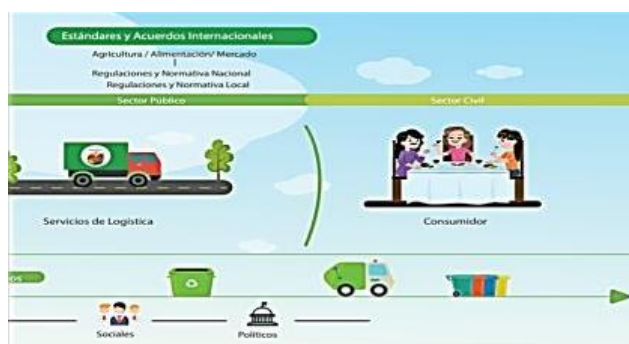 Estándares y Acuerdos Internacionales
Agricultura / Alimentación/ Mercado
Regulaciones y Normativa Nacional
Regulaciones y Normativa Local
Sector Público
Sector Civil
Servicios de Logística
Consumidor
os
Sociales
Políticos